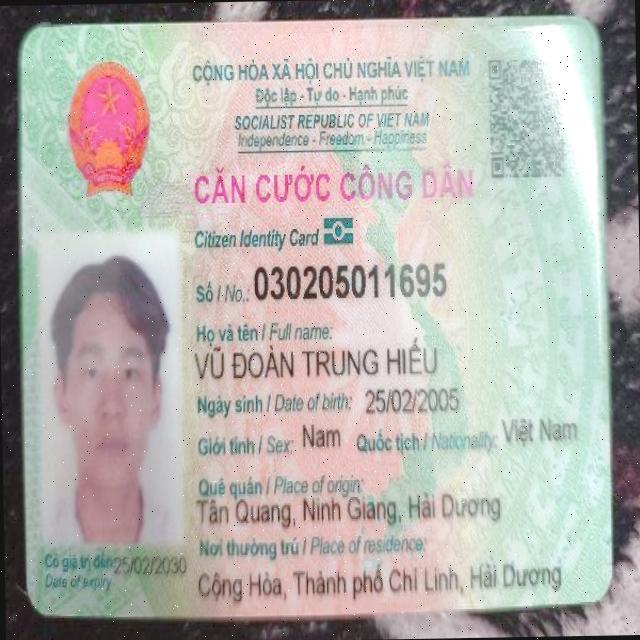 CỘNG HÒA XÃ HỘI CHỦ NGHĨA VIỆT NAM
Độc lập - Tự do - Hạnh phúc
SOCIALIST REPUBLIC OF VIET NAM
Independence - Freedom - Happiness
CĂN CƯỚC CÔNG DÂN
Citizen Identity Card
Số / No.: 030205011695
Họ và tên / Full name:
VŨ ĐOÀN TRUNG HIẾU
Ngày sinh / Date of birth: 25/02/2005
Giới tính / Sex: Nam Quốc tịch / Nationality: Việt Nam
Quê quán / Place of origin:
Tân Quang, Ninh Giang, Hải Dương
Nơi thường trú / Place of residence:
Cộng Hòa, Thành phố Chí Linh, Hải Dương
Có giá trị đến: 25/02/2030
Date of expiry